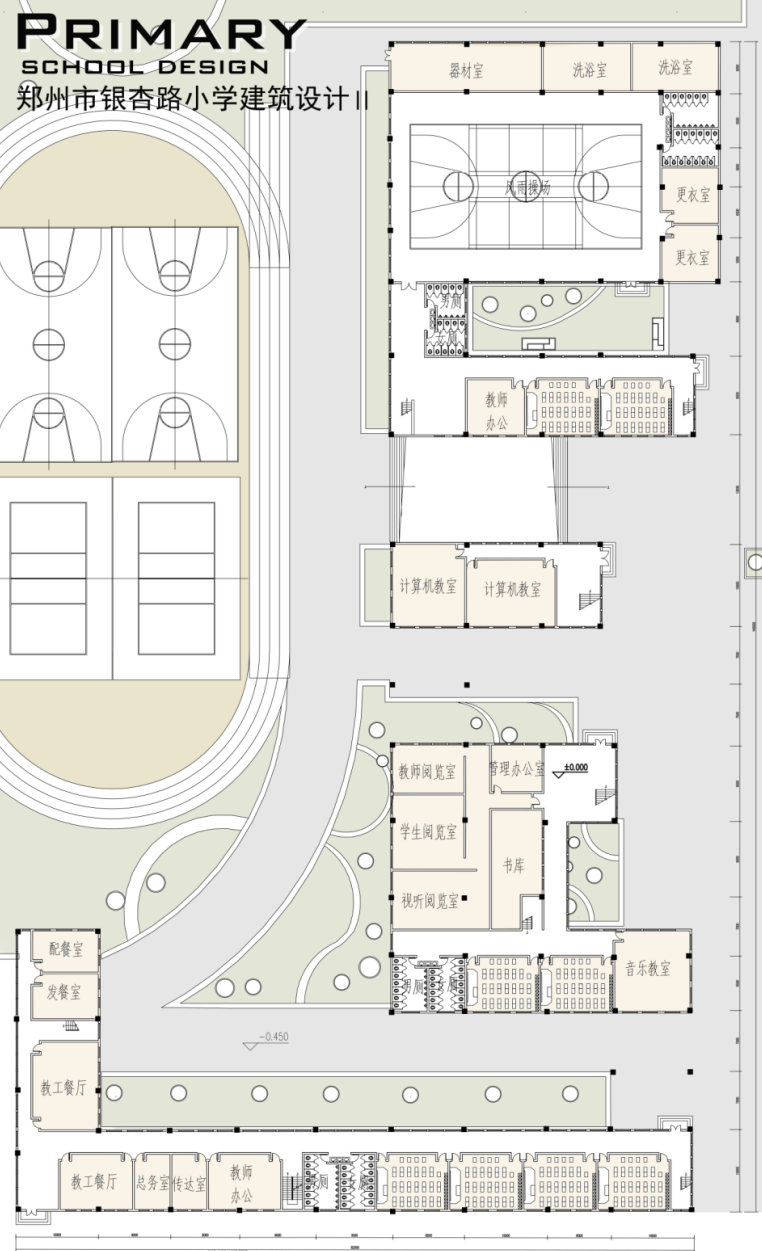 PRIMARY
SCHOOL DESIGN
郑州市银杏路小学建筑设计 II
器材室
洗浴室
洗浴室
风雨操场
更衣室
更衣室
男厕
女厕
教师
办公
计算机教室
计算机教室
教师阅览室
管理办公室
±0.000
学生阅览室
书库
视听阅览室
配餐室
发餐室
男厕
女厕
音乐教室
-0.450
教工餐厅
教工餐厅
总务室
传达室
教师
办公
男厕
女厕